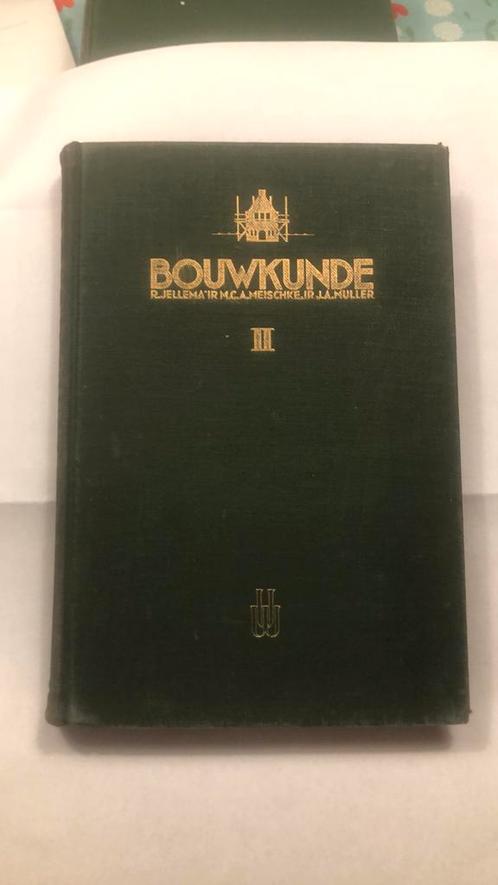 BOUWKUNDE
R.JELLEMA·IR M.C.A.MEISCHKE.IR J.A.MULLER
III